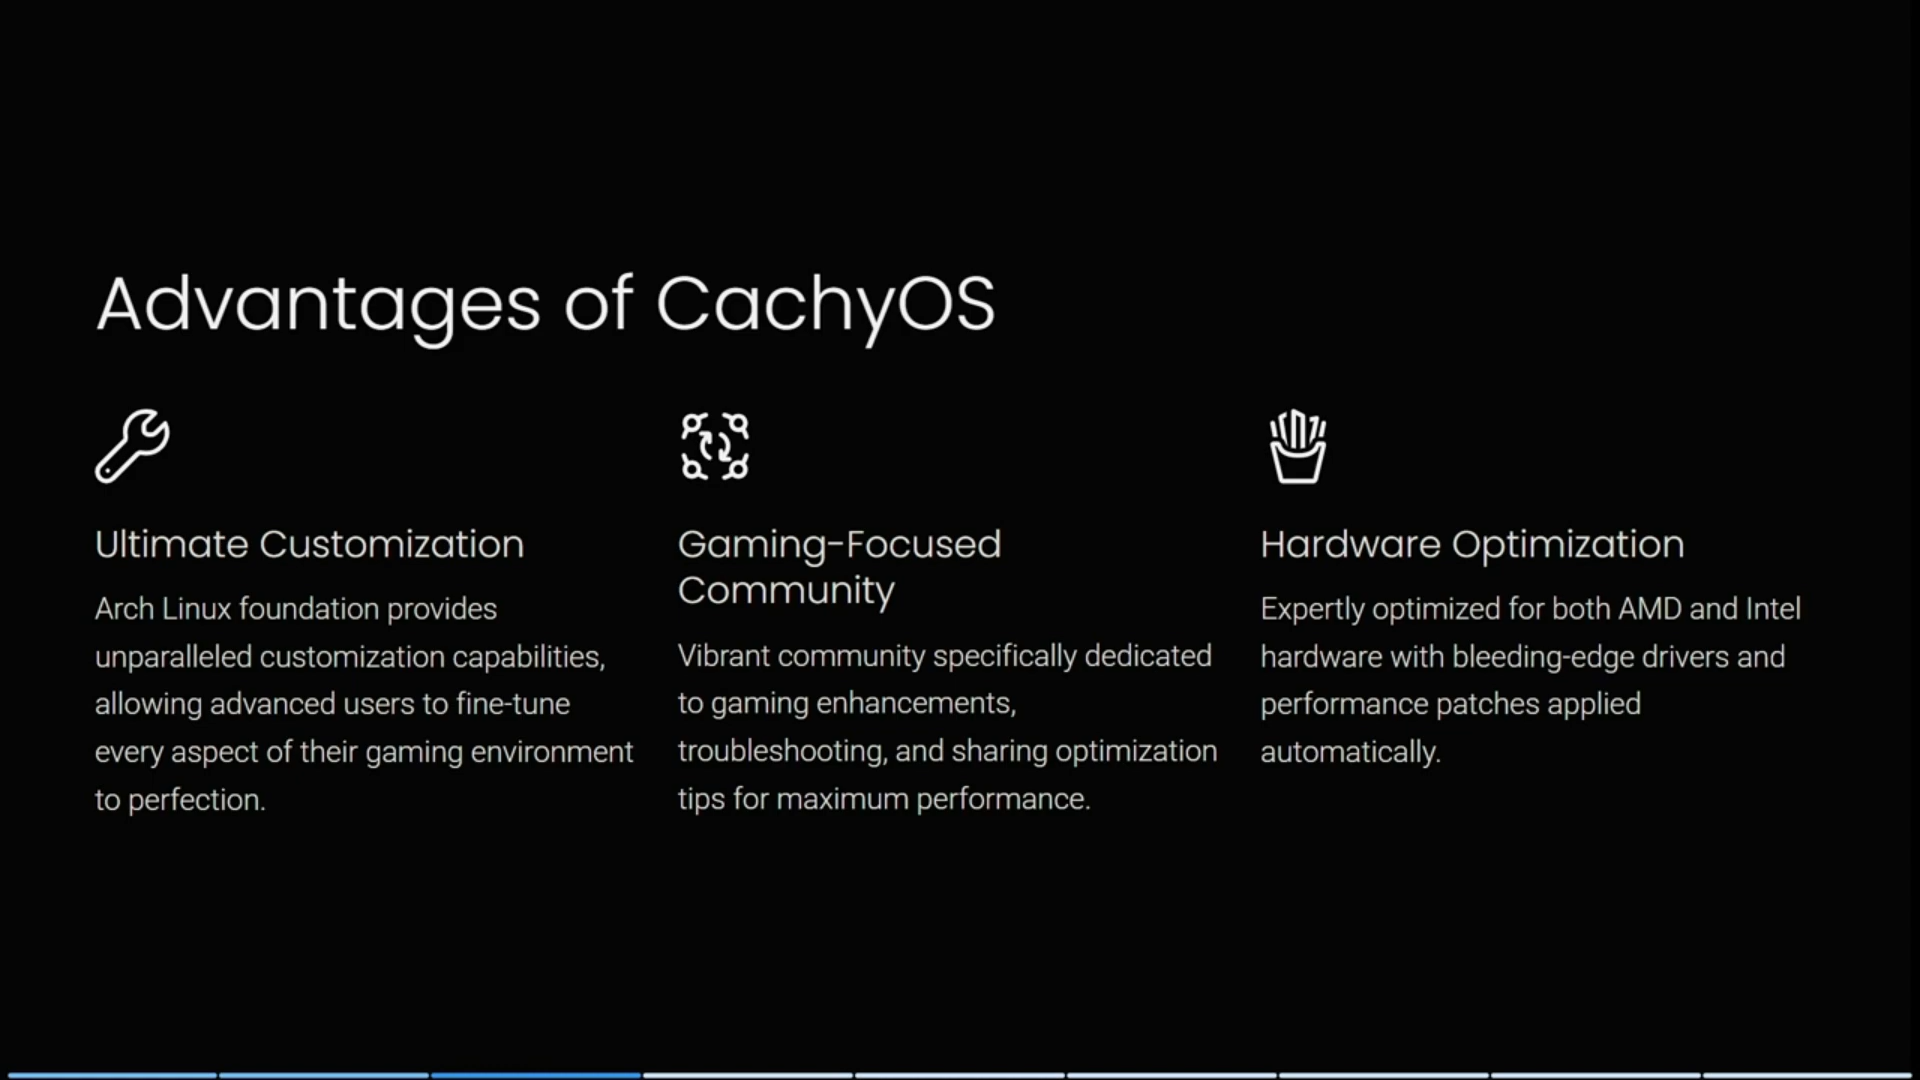 Advantages of CachyOS
Ultimate Customization
Arch Linux foundation provides
unparalleled customization capabilities,
allowing advanced users to fine-tune
every aspect of their gaming environment
to perfection.
Gaming-Focused
Community
Vibrant community specifically dedicated
to gaming enhancements,
troubleshooting, and sharing optimization
tips for maximum performance.
Hardware Optimization
Expertly optimized for both AMD and Intel
hardware with bleeding-edge drivers and
performance patches applied
automatically.